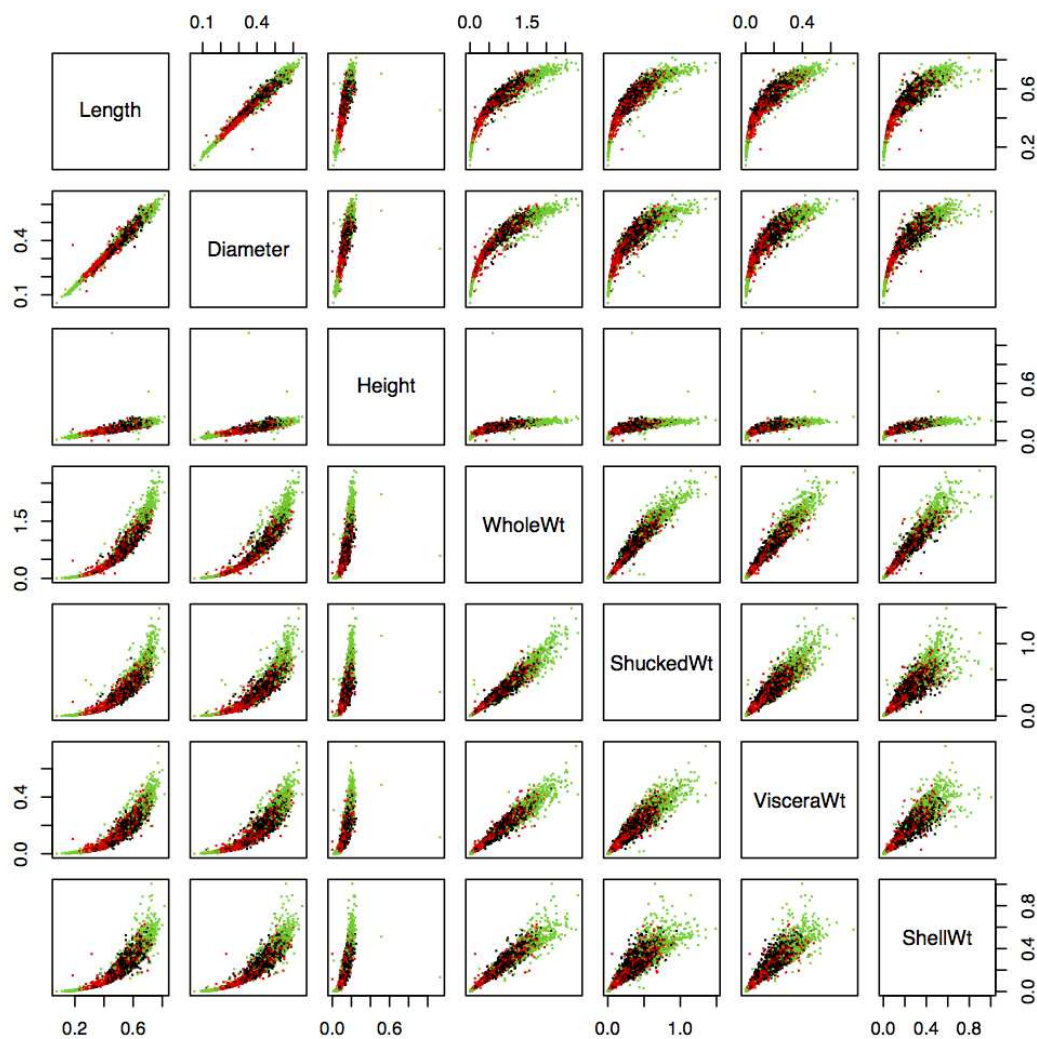 0.1 0.4 0.0 1.5 0.0 0.4
Length 0.2 0.6
0.1 0.4 Diameter
Height 0.0 0.6
0.0 1.5 WholeWt
ShuckedWt 0.0 1.0
0.0 0.4 VisceraWt
ShellWt 0.0 0.4 0.8
0.2 0.6 0.0 0.6 0.0 1.0 0.0 0.4 0.8